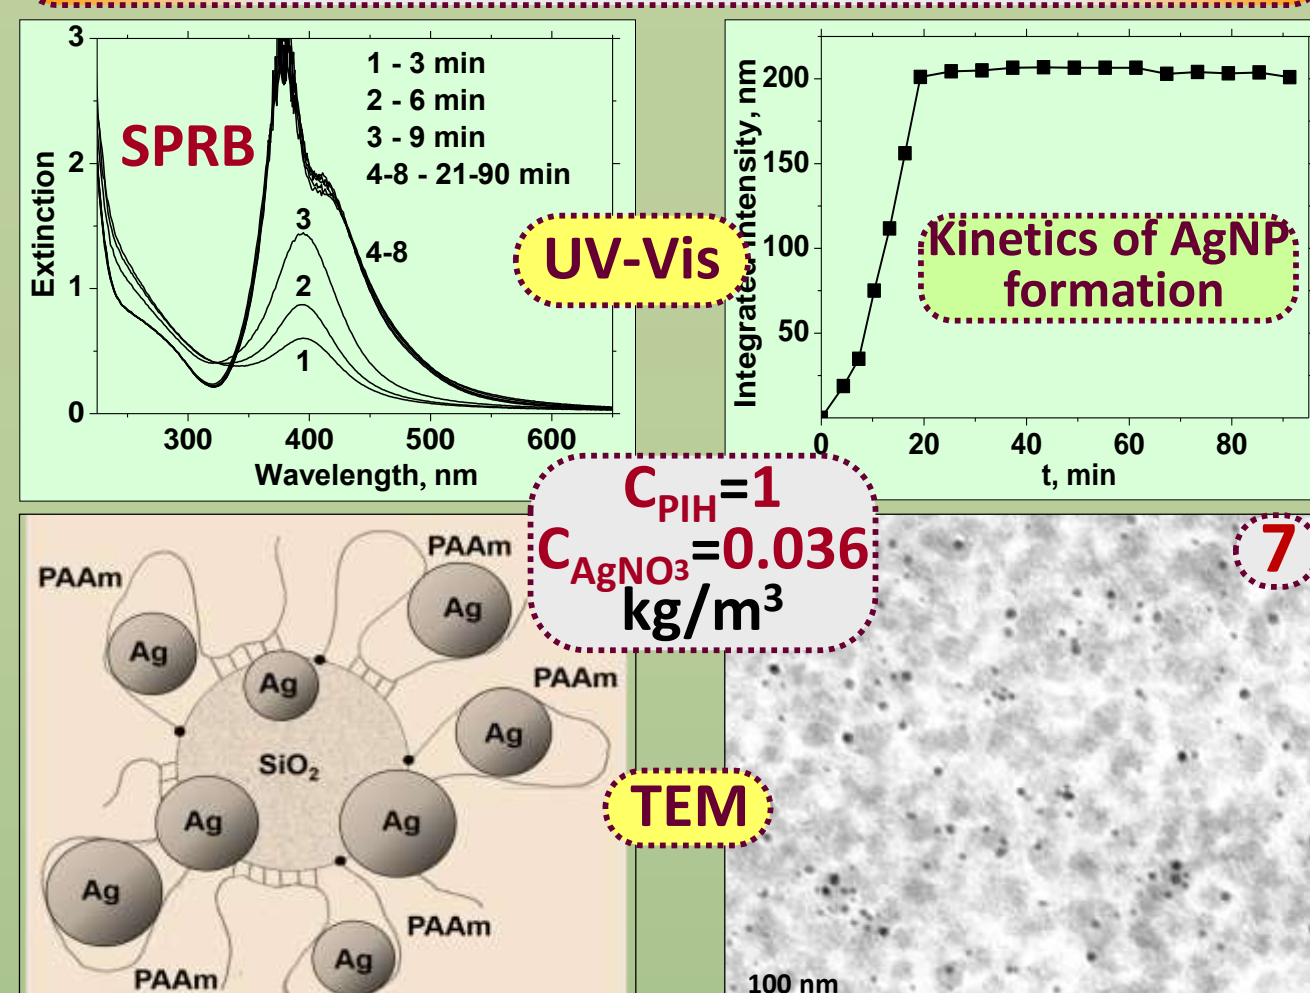 3
2
1
0
Extinction
SPRB
1 - 3 min
2 - 6 min
3 - 9 min
4-8 - 21-90 min
3
2
1
4-8
300 400 500 600
Wavelength, nm
UV-Vis
Integrated intensity, nm
200
150
100
50
Kinetics of AgNP
formation
0 20 40 60 80
t, min
C_PIH=1
C_AgNO3=0.036
kg/m³
PAAm
PAAm
Ag
Ag
Ag
PAAm
Ag
SiO₂
Ag
Ag
Ag
PAAm
Ag
PAAm
TEM
7
100 nm